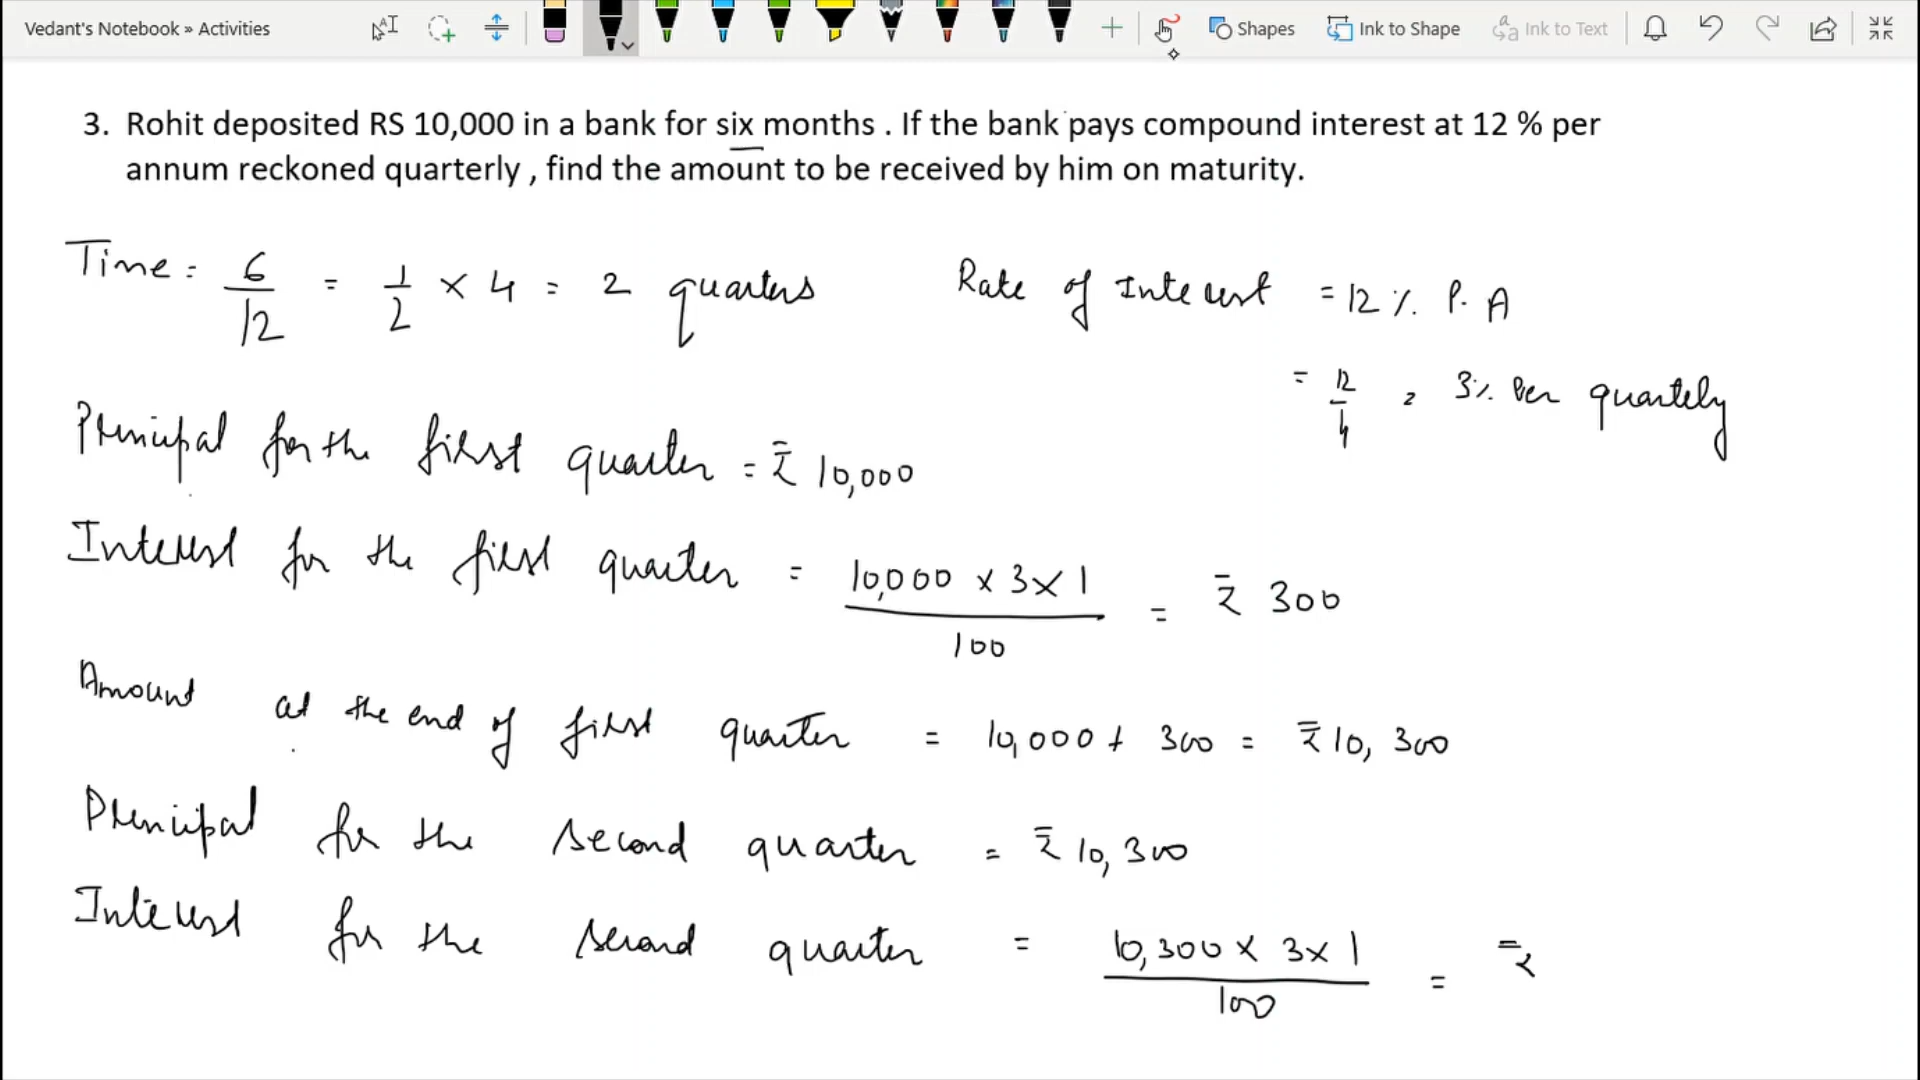 Vedant's Notebook » Activities
Shapes
Ink to Shape
Ink to Text
3. Rohit deposited RS 10,000 in a bank for six months . If the bank pays compound interest at 12 % per
annum reckoned quarterly , find the amount to be received by him on maturity.
Time = 6/12 = 1/2 × 4 = 2 quarters
Rate of Interest = 12 % P. A
= 12/4 = 3% Per quartely
Principal for the first quarter = ₹ 10,000
Interest for the first quarter = 10,000 × 3 × 1 / 100 = ₹ 300
Amount at the end of first quarter = 10,000 + 300 = ₹ 10,300
Principal for the second quarter = ₹ 10,300
Interest for the second quarter = 10,300 × 3 × 1 / 100 = ₹